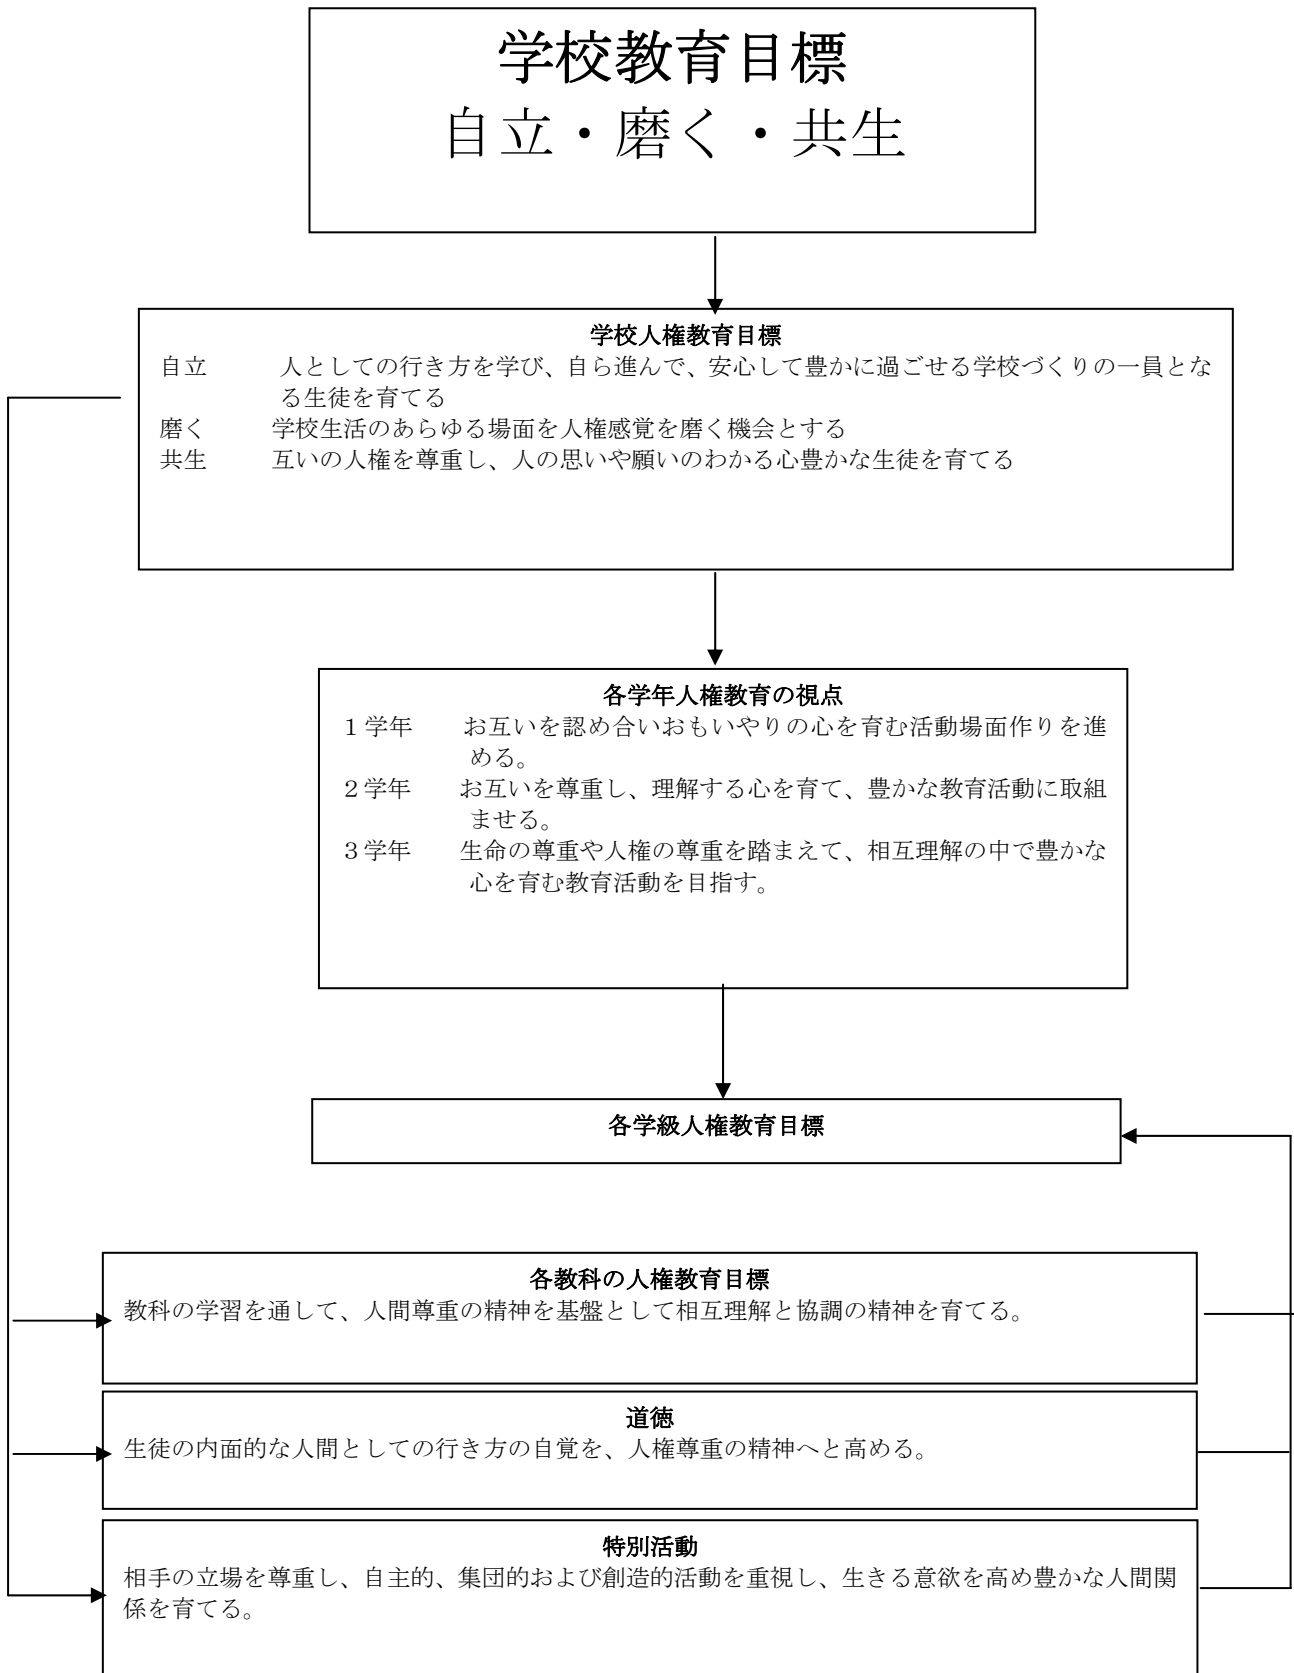 学校教育目標
自立・磨く・共生
学校人権教育目標
自立　　　人としての行き方を学び、自ら進んで、安心して豊かに過ごせる学校づくりの一員とな
る生徒を育てる
磨く　　　学校生活のあらゆる場面を人権感覚を磨く機会とする
共生　　　互いの人権を尊重し、人の思いや願いのわかる心豊かな生徒を育てる
各学年人権教育の視点
１学年　　お互いを認め合いおもいやりの心を育む活動場面作りを進
める。
２学年　　お互いを尊重し、理解する心を育て、豊かな教育活動に取組
ませる。
３学年　　生命の尊重や人権の尊重を踏まえて、相互理解の中で豊かな
心を育む教育活動を目指す。
各学級人権教育目標
各教科の人権教育目標
教科の学習を通して、人間尊重の精神を基盤として相互理解と協調の精神を育てる。
道徳
生徒の内面的な人間としての行き方の自覚を、人権尊重の精神へと高める。
特別活動
相手の立場を尊重し、自主的、集団的および創造的活動を重視し、生きる意欲を高め豊かな人間関
係を育てる。